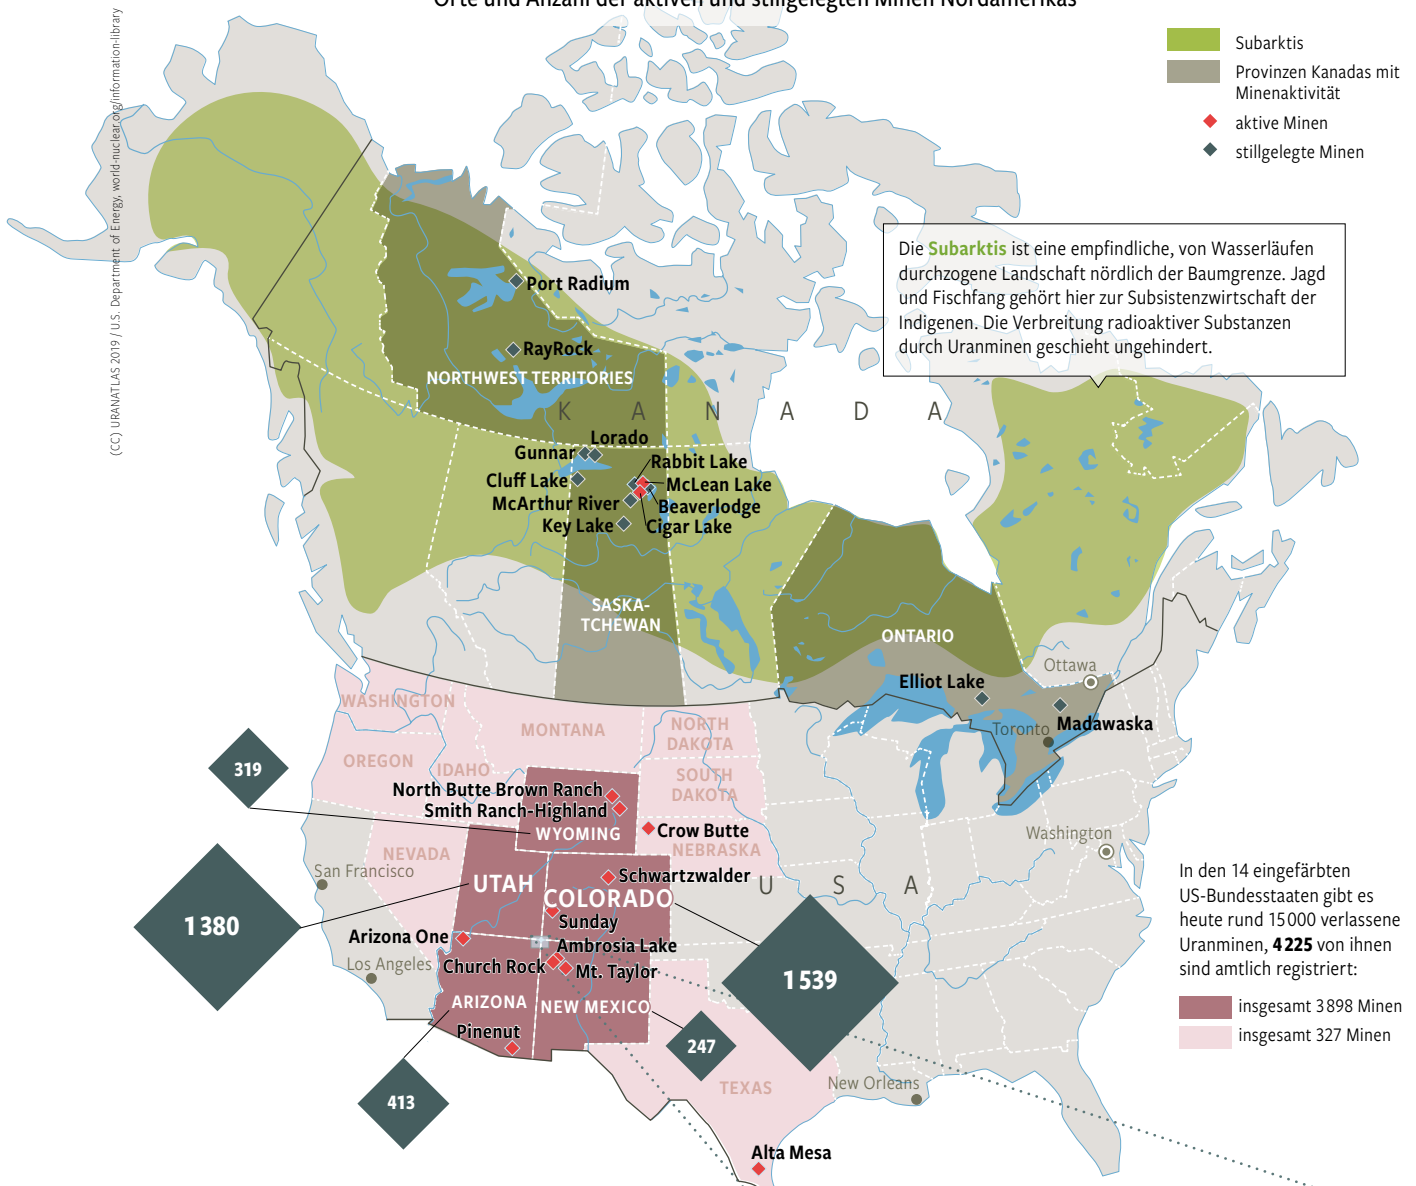 Orte und Anzahl der aktiven und stillgelegten Minen Nordamerikas
(CC) URANATLAS 2019 / U.S. Department of Energy, world-nuclear.org/information-library
Subarktis
Provinzen Kanadas mit
Minenaktivität
aktive Minen
stillgelegte Minen
Die Subarktis ist eine empfindliche, von Wasserläufen
durchzogene Landschaft nördlich der Baumgrenze. Jagd
und Fischfang gehört hier zur Subsistenzwirtschaft der
Indigenen. Die Verbreitung radioaktiver Substanzen
durch Uranminen geschieht ungehindert.
Port Radium
RayRock
NORTHWEST TERRITORIES
K A N A D A
Lorado
Gunnar
Rabbit Lake
Cluff Lake
McLean Lake
McArthur River
Beaverlodge
Key Lake
Cigar Lake
SASKA-
TCHEWAN
ONTARIO
Ottawa
Elliot Lake
Madawaska
Toronto
WASHINGTON
MONTANA
NORTH
DAKOTA
OREGON
IDAHO
SOUTH
DAKOTA
319
North Butte Brown Ranch
Smith Ranch-Highland
WYOMING
Crow Butte
NEBRASKA
Washington
NEVADA
San Francisco
UTAH
Schwartzwalder
COLORADO
U S A
1 380
Sunday
Arizona One
Ambrosia Lake
Los Angeles
Church Rock
Mt. Taylor
1 539
ARIZONA
NEW MEXICO
Pinenut
247
413
TEXAS
New Orleans
Alta Mesa
In den 14 eingefärbten
US-Bundesstaaten gibt es
heute rund 15 000 verlassene
Uranminen, 4 225 von ihnen
sind amtlich registriert:
insgesamt 3 898 Minen
insgesamt 327 Minen